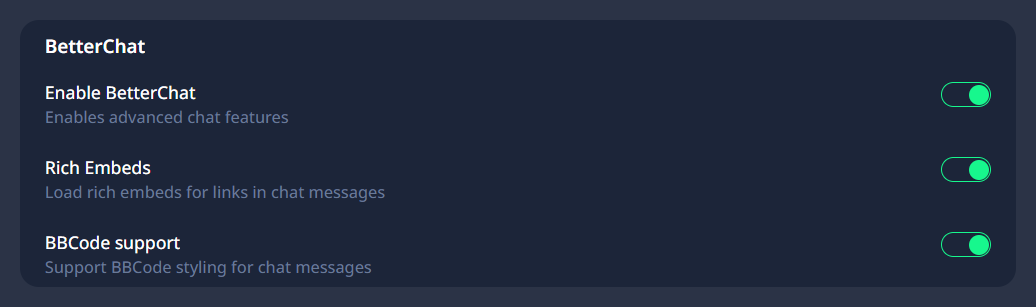 BetterChat
Enable BetterChat
Enables advanced chat features
Rich Embeds
Load rich embeds for links in chat messages
BBCode support
Support BBCode styling for chat messages